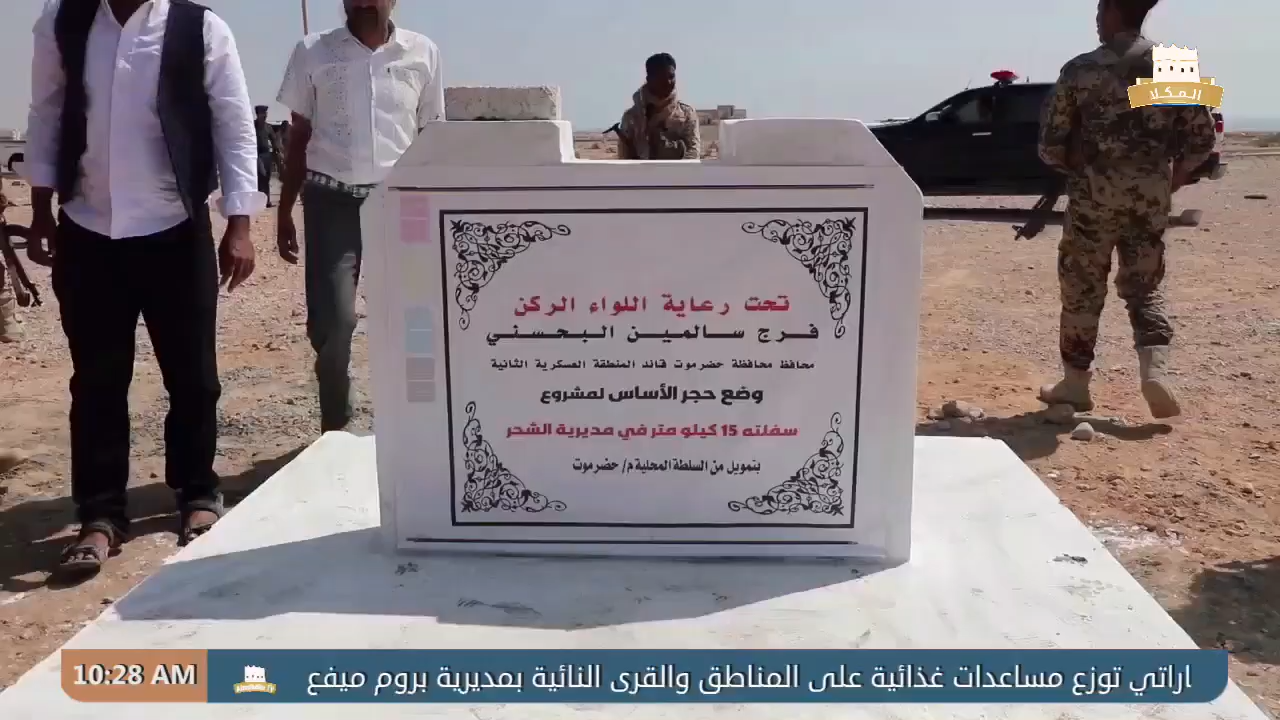 المكلا
تحت رعاية اللواء الركن
فرج سالمين البحسني
محافظ محافظة حضرموت قائد المنطقة العسكرية الثانية
وضع حجر الأساس لمشروع
سفلته 15 كيلو متر في مديرية الشحر
بتمويل من السلطة المحلية م/ حضرموت
10:28 AM
اراتي توزع مساعدات غذائية على المناطق والقرى النائية بمديرية بروم ميفع